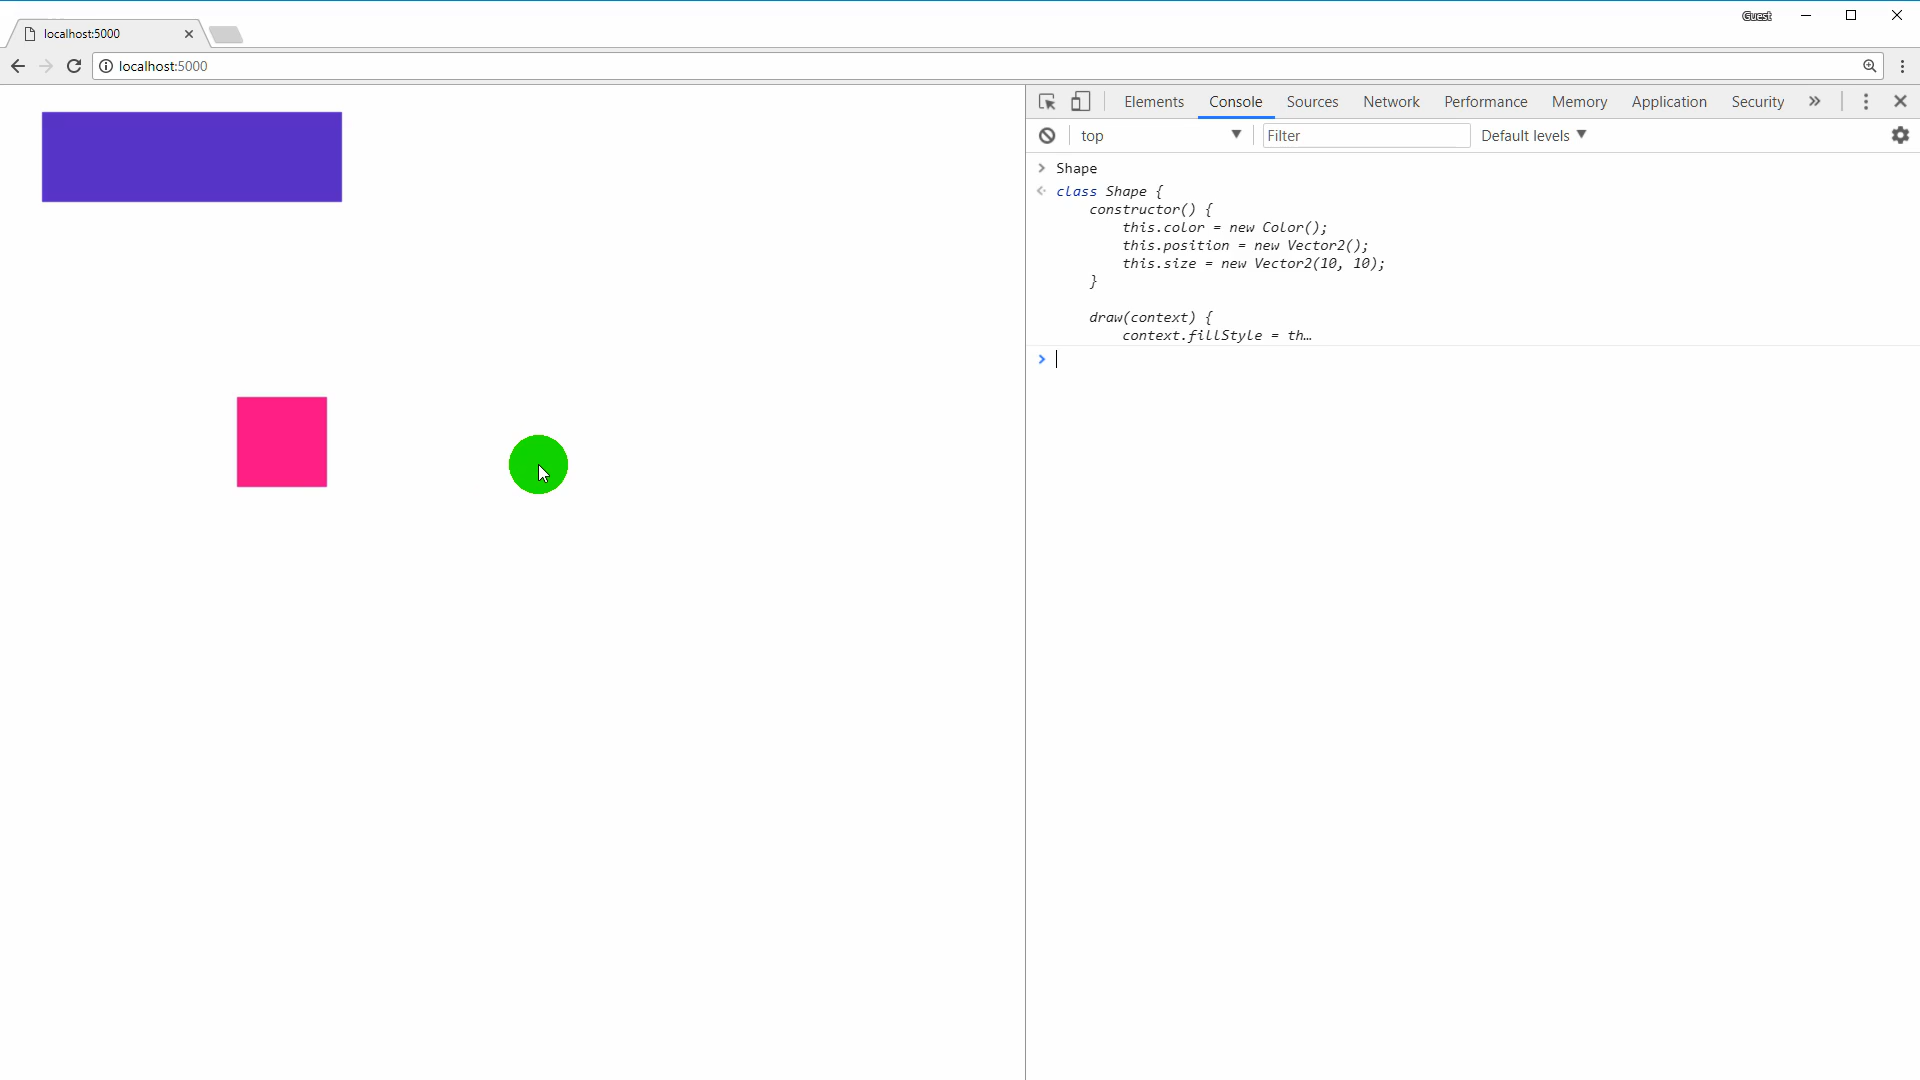 Guest
localhost:5000
localhost:5000
Elements Console Sources Network Performance Memory Application Security
top Filter Default levels
Shape
class Shape {
constructor() {
this.color = new Color();
this.position = new Vector2();
this.size = new Vector2(10, 10);
}
draw(context) {
context.fillStyle = th…